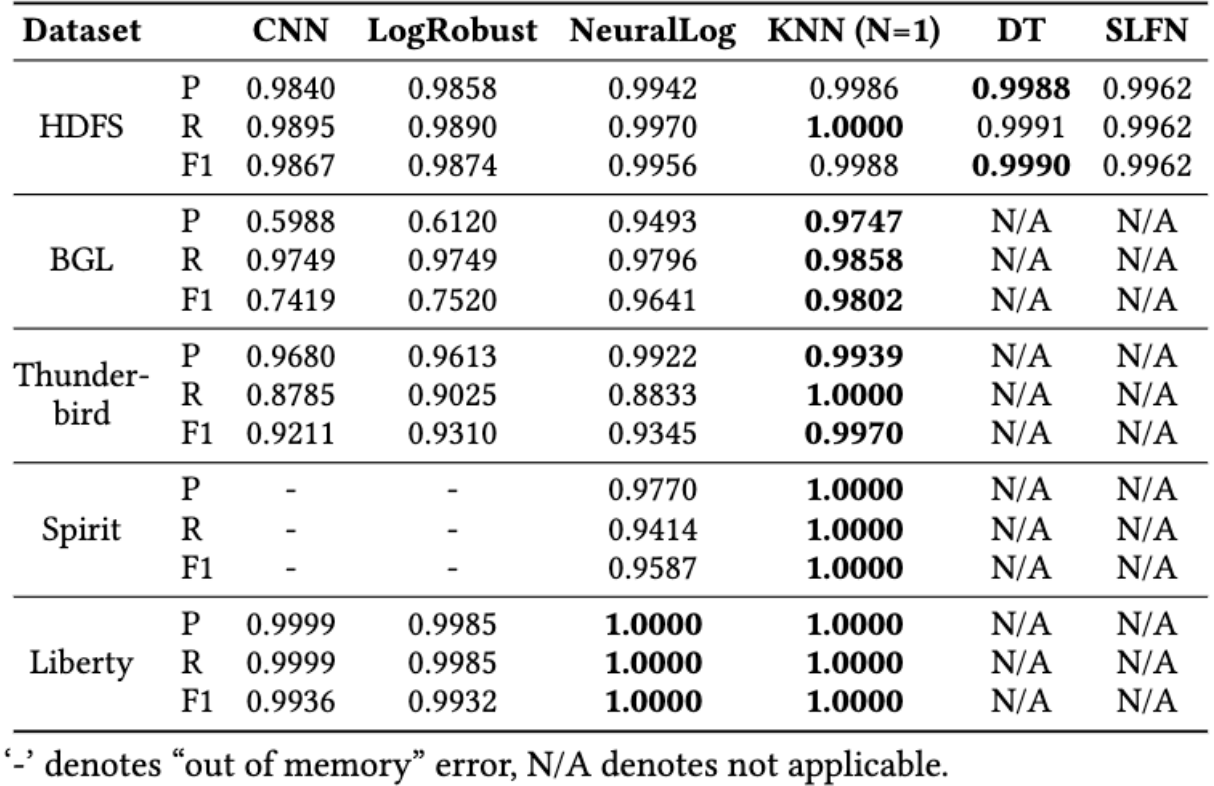 Dataset CNN LogRobust NeuralLog KNN (N=1) DT SLFN
P 0.9840 0.9858 0.9942 0.9986 0.9988 0.9962
HDFS R 0.9895 0.9890 0.9970 1.0000 0.9991 0.9962
F1 0.9867 0.9874 0.9956 0.9988 0.9990 0.9962
P 0.5988 0.6120 0.9493 0.9747 N/A N/A
BGL R 0.9749 0.9749 0.9796 0.9858 N/A N/A
F1 0.7419 0.7520 0.9641 0.9802 N/A N/A
P 0.9680 0.9613 0.9922 0.9939 N/A N/A
Thunder-
R 0.8785 0.9025 0.8833 1.0000 N/A N/A
bird
F1 0.9211 0.9310 0.9345 0.9970 N/A N/A
P - - 0.9770 1.0000 N/A N/A
Spirit R - - 0.9414 1.0000 N/A N/A
F1 - - 0.9587 1.0000 N/A N/A
P 0.9999 0.9985 1.0000 1.0000 N/A N/A
Liberty R 0.9999 0.9985 1.0000 1.0000 N/A N/A
F1 0.9936 0.9932 1.0000 1.0000 N/A N/A
‘-’ denotes “out of memory” error, N/A denotes not applicable.